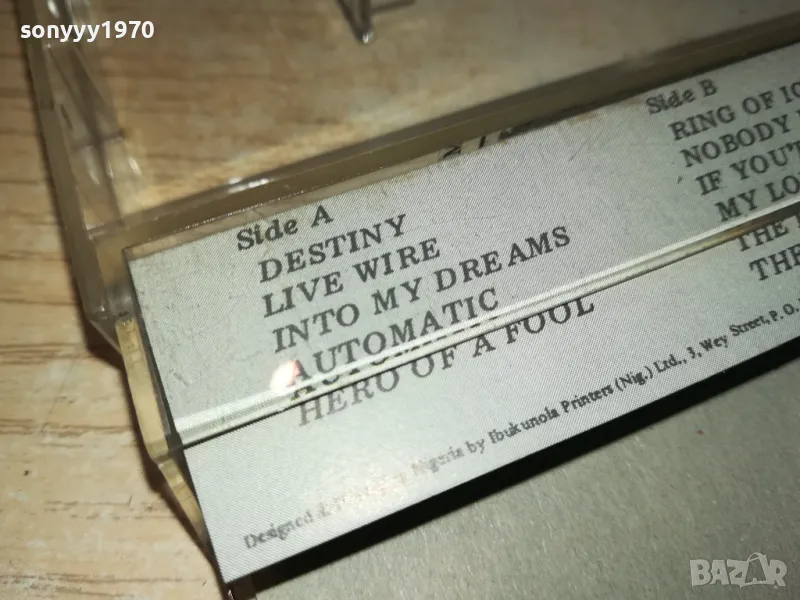 sonyyy1970
Side A
DESTINY
LIVE WIRE
INTO MY DREAMS
AUTOMATIC
HERO OF A FOOL
Side B
RING OF
NOBODY
IF YOU'
MY
THE
THE
Designed Nigeria by Ibukunola Printers (Nig.) Ltd., 3, Wey Street, P.O.
BAZAR